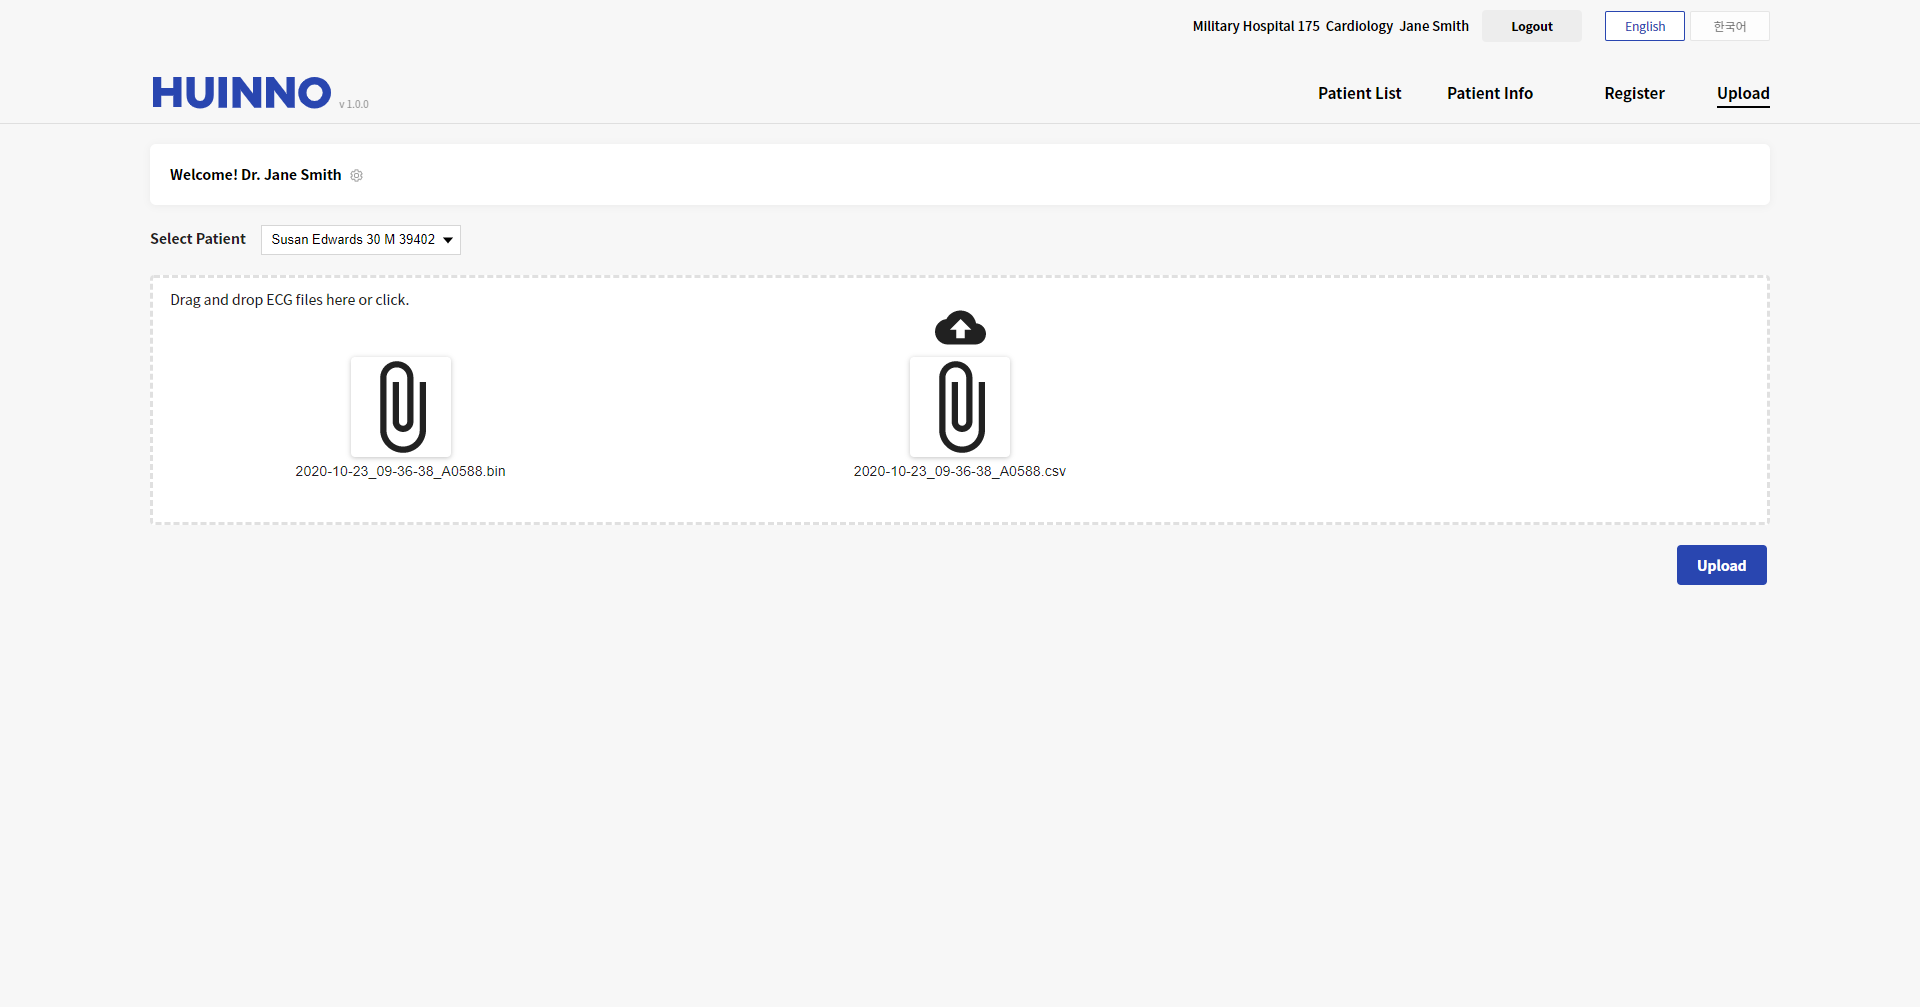 Military Hospital 175 Cardiology Jane Smith Logout English 한국어
HUINNO v 1.0.0
Patient List Patient Info Register Upload
Welcome! Dr. Jane Smith
Select Patient Susan Edwards 30 M 39402
Drag and drop ECG files here or click.
2020-10-23_09-36-38_A0588.bin
2020-10-23_09-36-38_A0588.csv
Upload